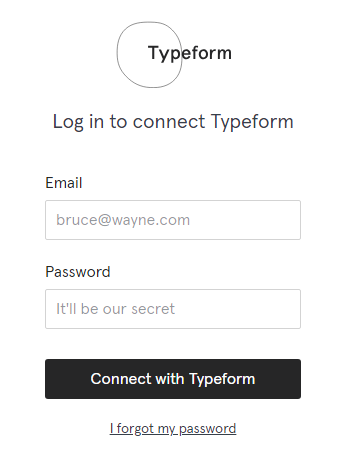 Typeform
Log in to connect Typeform
Email
bruce@wayne.com
Password
It'll be our secret
Connect with Typeform
I forgot my password